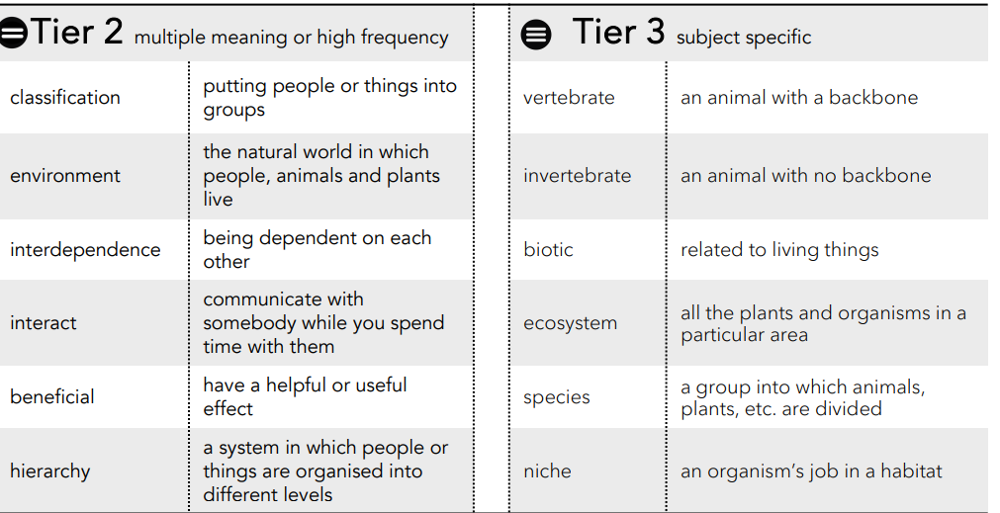 Tier 2 multiple meaning or high frequency
classification
putting people or things into
groups
environment
the natural world in which
people, animals and plants
live
interdependence
being dependent on each
other
interact
communicate with
somebody while you spend
time with them
beneficial
have a helpful or useful
effect
hierarchy
a system in which people or
things are organised into
different levels
Tier 3 subject specific
vertebrate
an animal with a backbone
invertebrate
an animal with no backbone
biotic
related to living things
ecosystem
all the plants and organisms in a
particular area
species
a group into which animals,
plants, etc. are divided
niche
an organism’s job in a habitat